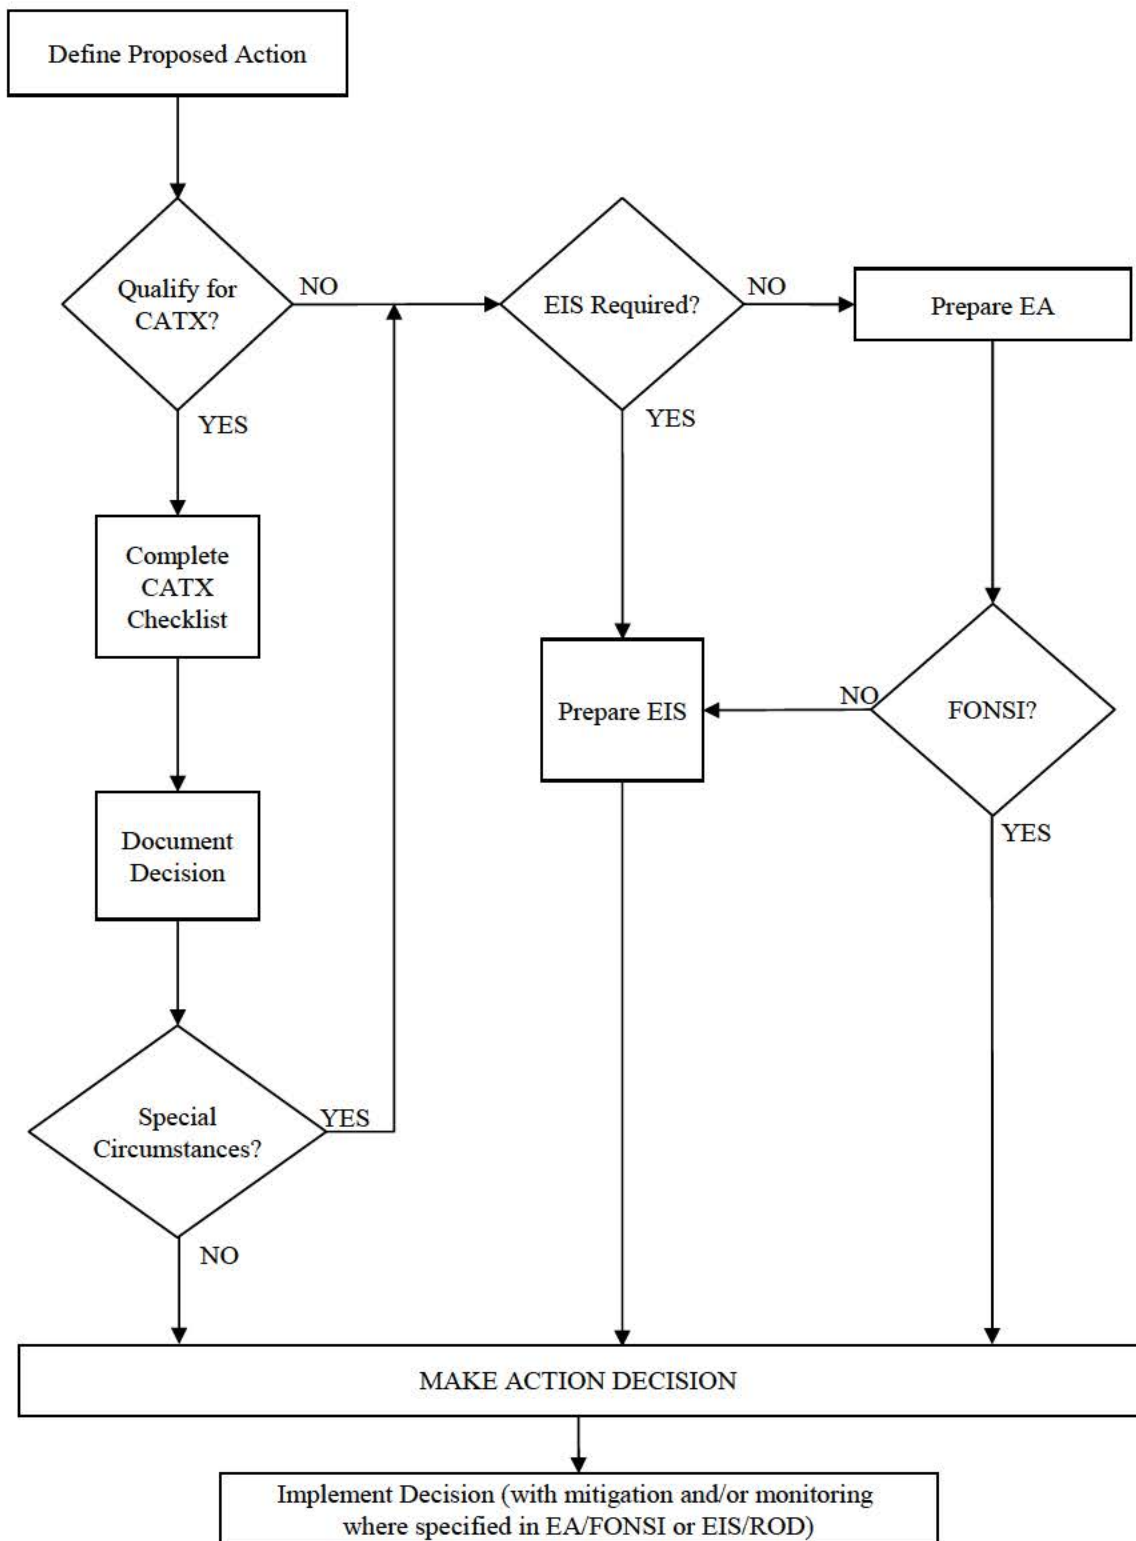 Define Proposed Action
Qualify for
CATX?
NO
EIS Required?
NO
Prepare EA
YES
YES
Complete
CATX
Checklist
Prepare EIS
NO
FONSI?
YES
Document
Decision
Special
Circumstances?
YES
NO
MAKE ACTION DECISION
Implement Decision (with mitigation and/or monitoring
where specified in EA/FONSI or EIS/ROD)